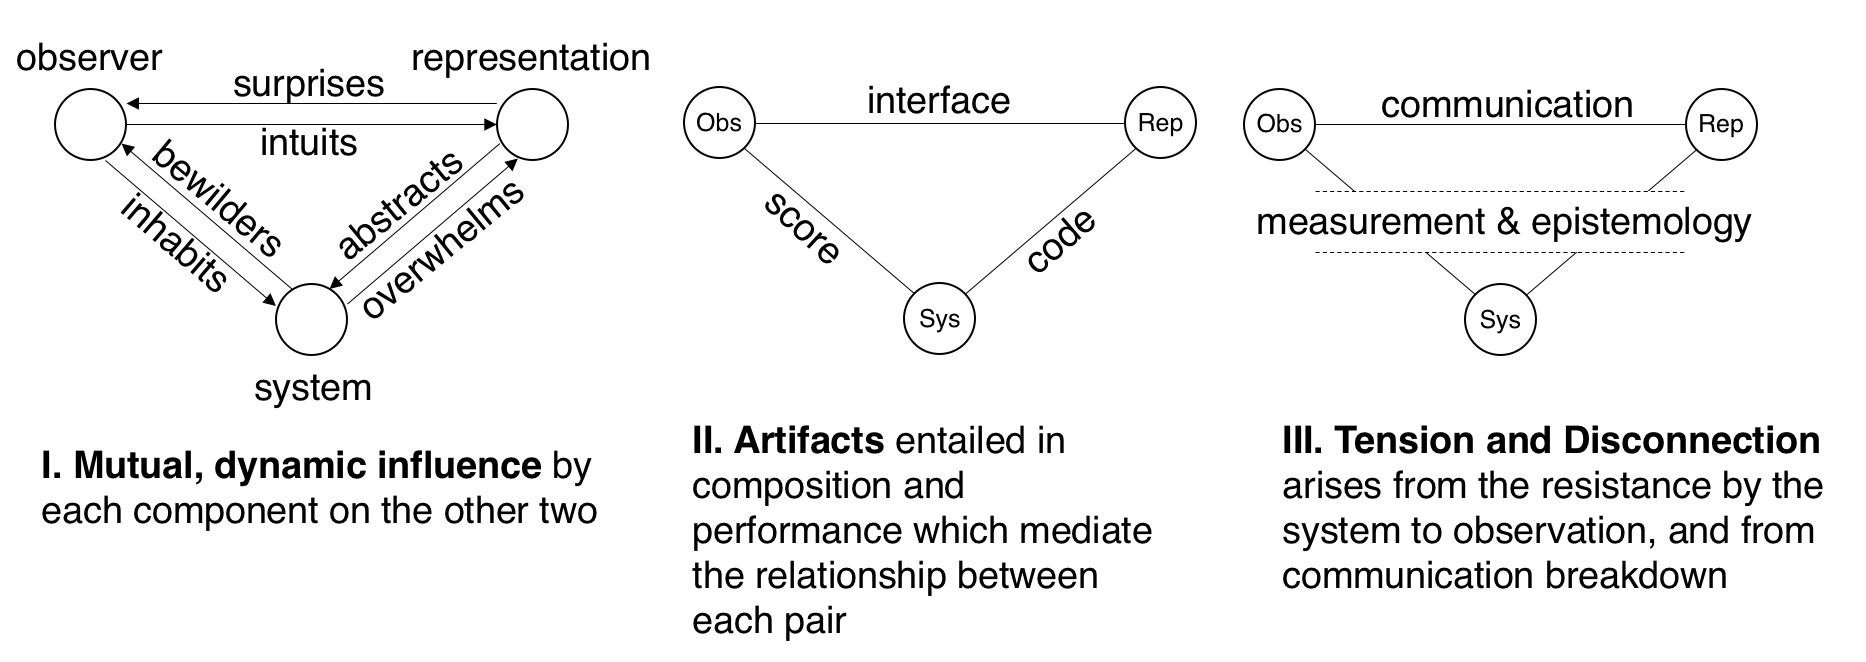 observer
representation
surprises
intuits
bewilders
inhabits
abstracts
overwhelms
system
I. Mutual, dynamic influence by
each component on the other two
Obs
interface
Rep
score
code
Sys
II. Artifacts entailed in
composition and
performance which mediate
the relationship between
each pair
Obs
communication
Rep
measurement & epistemology
Sys
III. Tension and Disconnection
arises from the resistance by the
system to observation, and from
communication breakdown